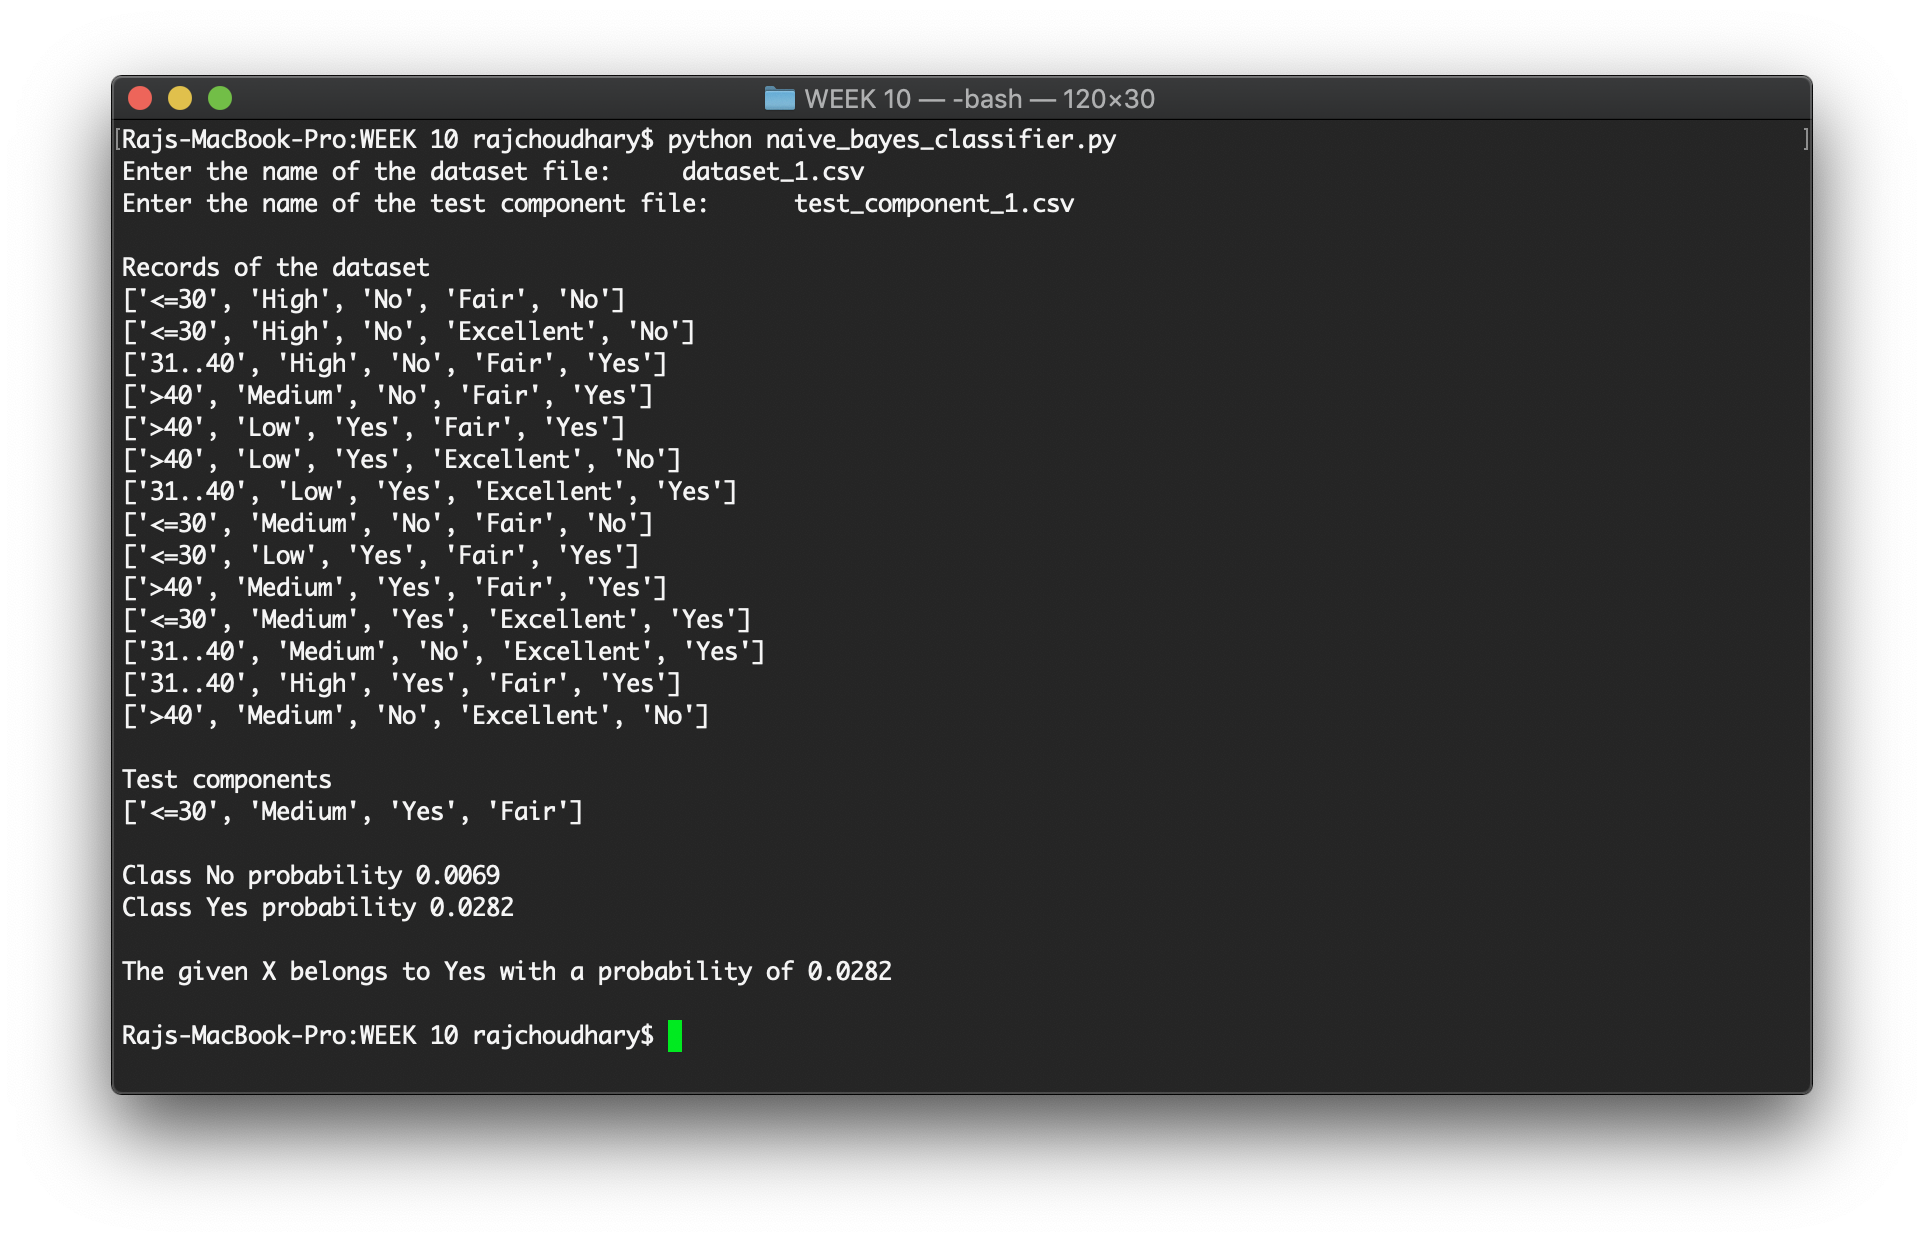 WEEK 10 — -bash — 120×30
[Rajs-MacBook-Pro:WEEK 10 rajchoudhary$ python naive_bayes_classifier.py ]
Enter the name of the dataset file:     dataset_1.csv
Enter the name of the test component file:      test_component_1.csv
Records of the dataset
['<=30', 'High', 'No', 'Fair', 'No']
['<=30', 'High', 'No', 'Excellent', 'No']
['31..40', 'High', 'No', 'Fair', 'Yes']
['>40', 'Medium', 'No', 'Fair', 'Yes']
['>40', 'Low', 'Yes', 'Fair', 'Yes']
['>40', 'Low', 'Yes', 'Excellent', 'No']
['31..40', 'Low', 'Yes', 'Excellent', 'Yes']
['<=30', 'Medium', 'No', 'Fair', 'No']
['<=30', 'Low', 'Yes', 'Fair', 'Yes']
['>40', 'Medium', 'Yes', 'Fair', 'Yes']
['<=30', 'Medium', 'Yes', 'Excellent', 'Yes']
['31..40', 'Medium', 'No', 'Excellent', 'Yes']
['31..40', 'High', 'Yes', 'Fair', 'Yes']
['>40', 'Medium', 'No', 'Excellent', 'No']
Test components
['<=30', 'Medium', 'Yes', 'Fair']
Class No probability 0.0069
Class Yes probability 0.0282
The given X belongs to Yes with a probability of 0.0282
Rajs-MacBook-Pro:WEEK 10 rajchoudhary$